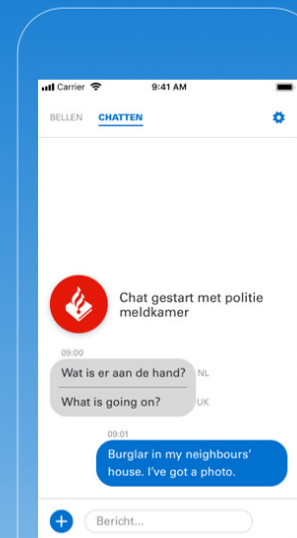 Carrier 9:41 AM
BELLEN CHATTEN
Chat gestart met politie
meldkamer
09:00
Wat is er aan de hand? NL
What is going on? UK
09:01
Burglar in my neighbours'
house. I've got a photo.
Bericht...